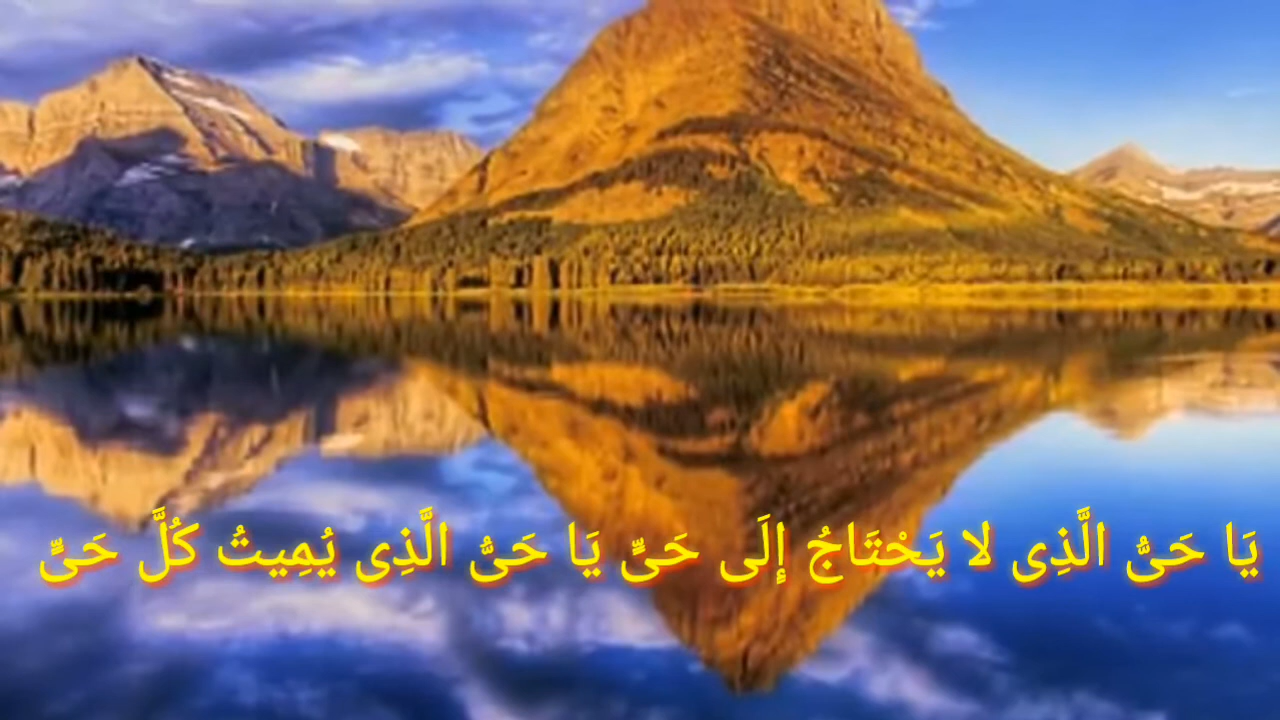 يَا حَىُّ الَّذِى لا يَحْتَاجُ إِلَى حَىٍّ يَا حَىُّ الَّذِى يُمِيتُ كُلَّ حَىٍّ